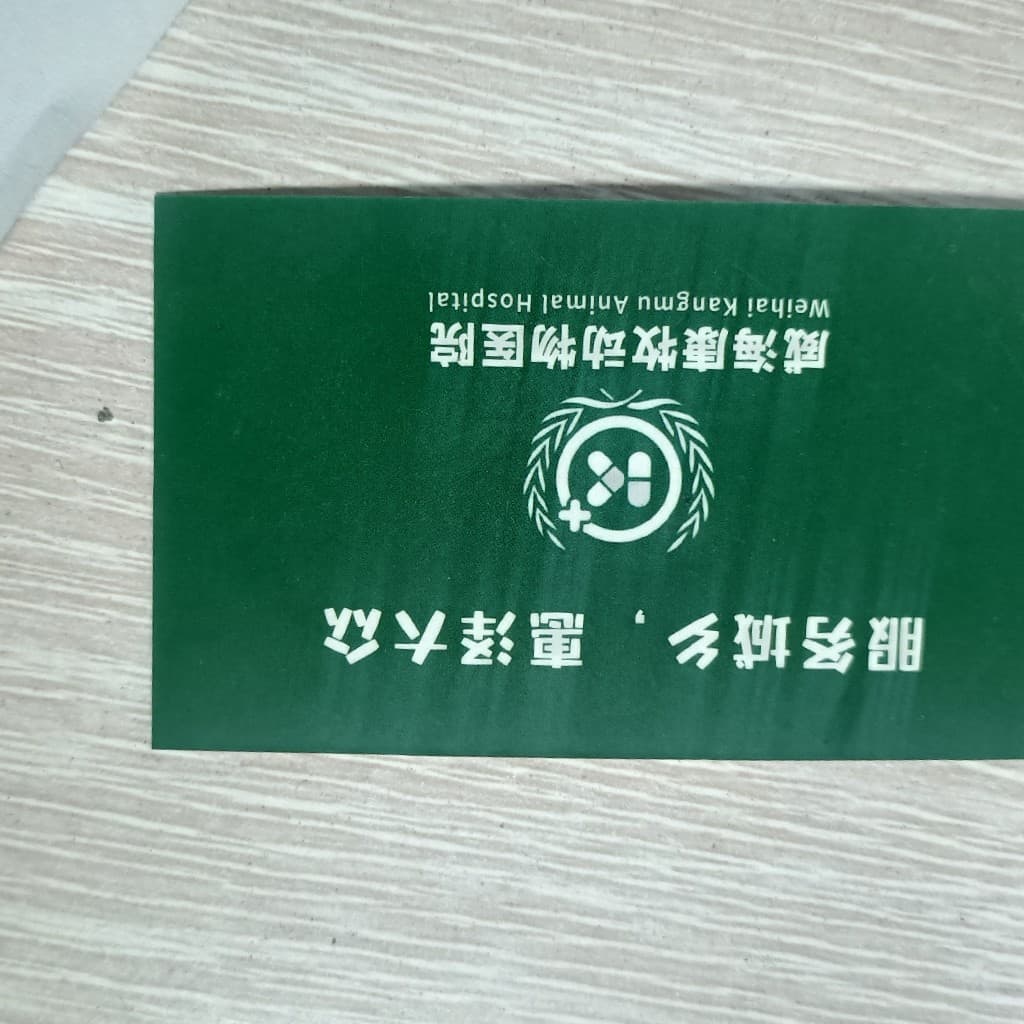 服务城乡，惠泽大众
威海康牧动物医院
Weihai Kangmu Animal Hospital